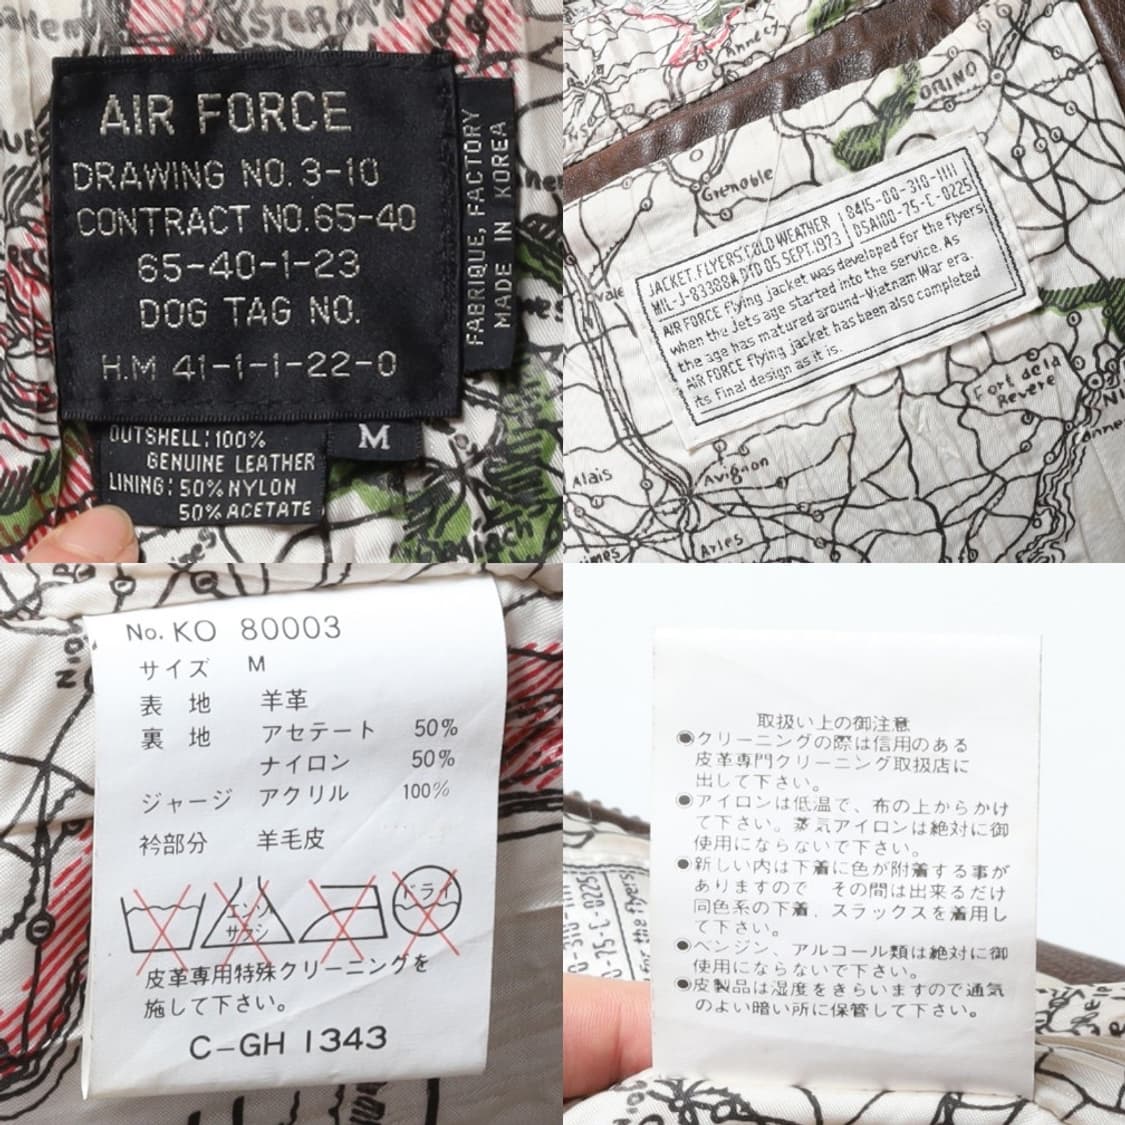 AIR FORCE
DRAWING NO. 3-10
CONTRACT NO. 65-40
65-40-1-23
DOG TAG NO.
H.M 41-1-1-22-0
FABRIQUE, FACTORY
MADE IN KOREA
M
OUTSHELL: 100%
GENUINE LEATHER
LINING: 50% NYLON
50% ACETATE
Annecy
ORINO
Grenoble
JACKET, FLYERS, COLD WEATHER
MIL-J-83388A DTD 05 SEPT. 1973
8415-00-310-1111
DSA100-75-C-0225
AIR FORCE flying jacket was developed for the flyers
when the jets age started into the service. As
the age has matured around-Vietnam War era.
AIR FORCE flying jacket has been also completed
its final design as it is.
Fort de la
Revere
Avignon
Alais
Arles
No. KO 80003
サイズ M
表 地 羊革
裏 地 アセテート 50%
ナイロン 50%
ジャージ アクリル 100%
衿部分 羊毛皮
エンソ
サラシ
ドライ
皮革専用特殊クリーニングを
施して下さい。
C-GH 1343
取扱い上の御注意
●クリーニングの際は信用のある
皮革専門クリーニング取扱店に
出して下さい。
●アイロンは低温で、布の上からかけ
て下さい。蒸気アイロンは絶対に御
使用にならないで下さい。
●新しい内は下着に色が附着する事が
ありますので その間は出来るだけ
同色系の下着、スラックスを着用し
て下さい。
●ベンジン、アルコール類は絶対に御
使用にならないで下さい。
●皮製品は湿度をきらいますので通気
のよい暗い所に保管して下さい。